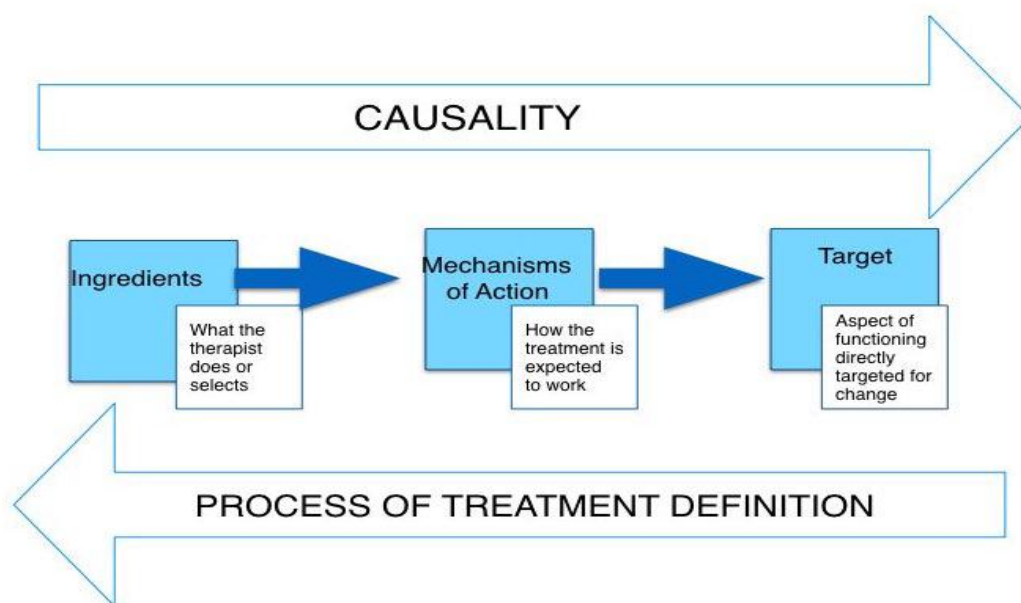 CAUSALITY
Ingredients
What the
therapist
does or
selects
Mechanisms
of Action
How the
treatment is
expected
to work
Target
Aspect of
functioning
directly
targeted for
change
PROCESS OF TREATMENT DEFINITION